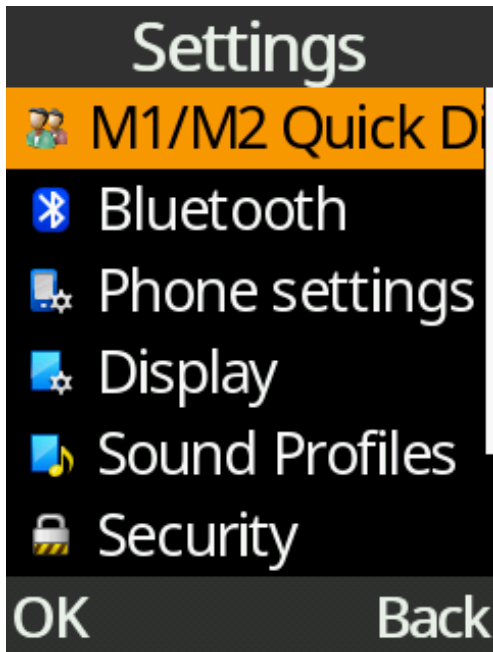 Settings
M1/M2 Quick Di
Bluetooth
Phone settings
Display
Sound Profiles
Security
OK Back